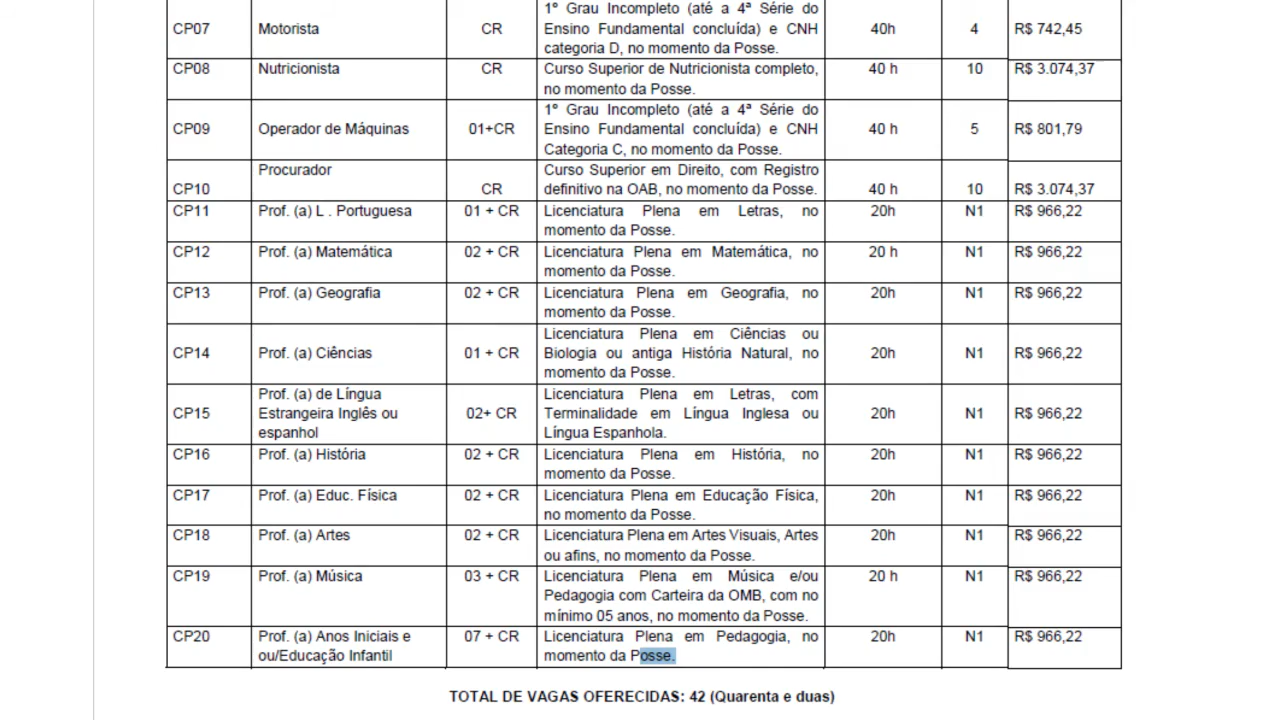 1º Grau Incompleto (até a 4ª Série do
CP07 Motorista CR Ensino Fundamental concluída) e CNH 40h 4 R$ 742,45
categoria D, no momento da Posse.
CP08 Nutricionista CR Curso Superior de Nutricionista completo, 40 h 10 R$ 3.074,37
no momento da Posse.
1º Grau Incompleto (até a 4ª Série do
CP09 Operador de Máquinas 01+CR Ensino Fundamental concluída) e CNH 40 h 5 R$ 801,79
Categoria C, no momento da Posse.
Procurador Curso Superior em Direito, com Registro
CP10 CR definitivo na OAB, no momento da Posse. 40 h 10 R$ 3.074,37
CP11 Prof. (a) L . Portuguesa 01 + CR Licenciatura Plena em Letras, no 20h N1 R$ 966,22
momento da Posse.
CP12 Prof. (a) Matemática 02 + CR Licenciatura Plena em Matemática, no 20 h N1 R$ 966,22
momento da Posse.
CP13 Prof. (a) Geografia 02 + CR Licenciatura Plena em Geografia, no 20h N1 R$ 966,22
momento da Posse.
Licenciatura Plena em Ciências ou
CP14 Prof. (a) Ciências 01 + CR Biologia ou antiga História Natural, no 20h N1 R$ 966,22
momento da Posse.
Prof. (a) de Língua Licenciatura Plena em Letras, com
CP15 Estrangeira Inglês ou 02+ CR Terminalidade em Língua Inglesa ou 20h N1 R$ 966,22
espanhol Língua Espanhola.
CP16 Prof. (a) História 02 + CR Licenciatura Plena em História, no 20h N1 R$ 966,22
momento da Posse.
CP17 Prof. (a) Educ. Física 02 + CR Licenciatura Plena em Educação Física, 20h N1 R$ 966,22
no momento da Posse.
CP18 Prof. (a) Artes 02 + CR Licenciatura Plena em Artes Visuais, Artes 20h N1 R$ 966,22
ou afins, no momento da Posse.
CP19 Prof. (a) Música 03 + CR Licenciatura Plena em Música e/ou 20 h N1 R$ 966,22
Pedagogia com Carteira da OMB, com no
mínimo 05 anos, no momento da Posse.
CP20 Prof. (a) Anos Iniciais e 07 + CR Licenciatura Plena em Pedagogia, no 20h N1 R$ 966,22
ou/Educação Infantil momento da Posse.
TOTAL DE VAGAS OFERECIDAS: 42 (Quarenta e duas)